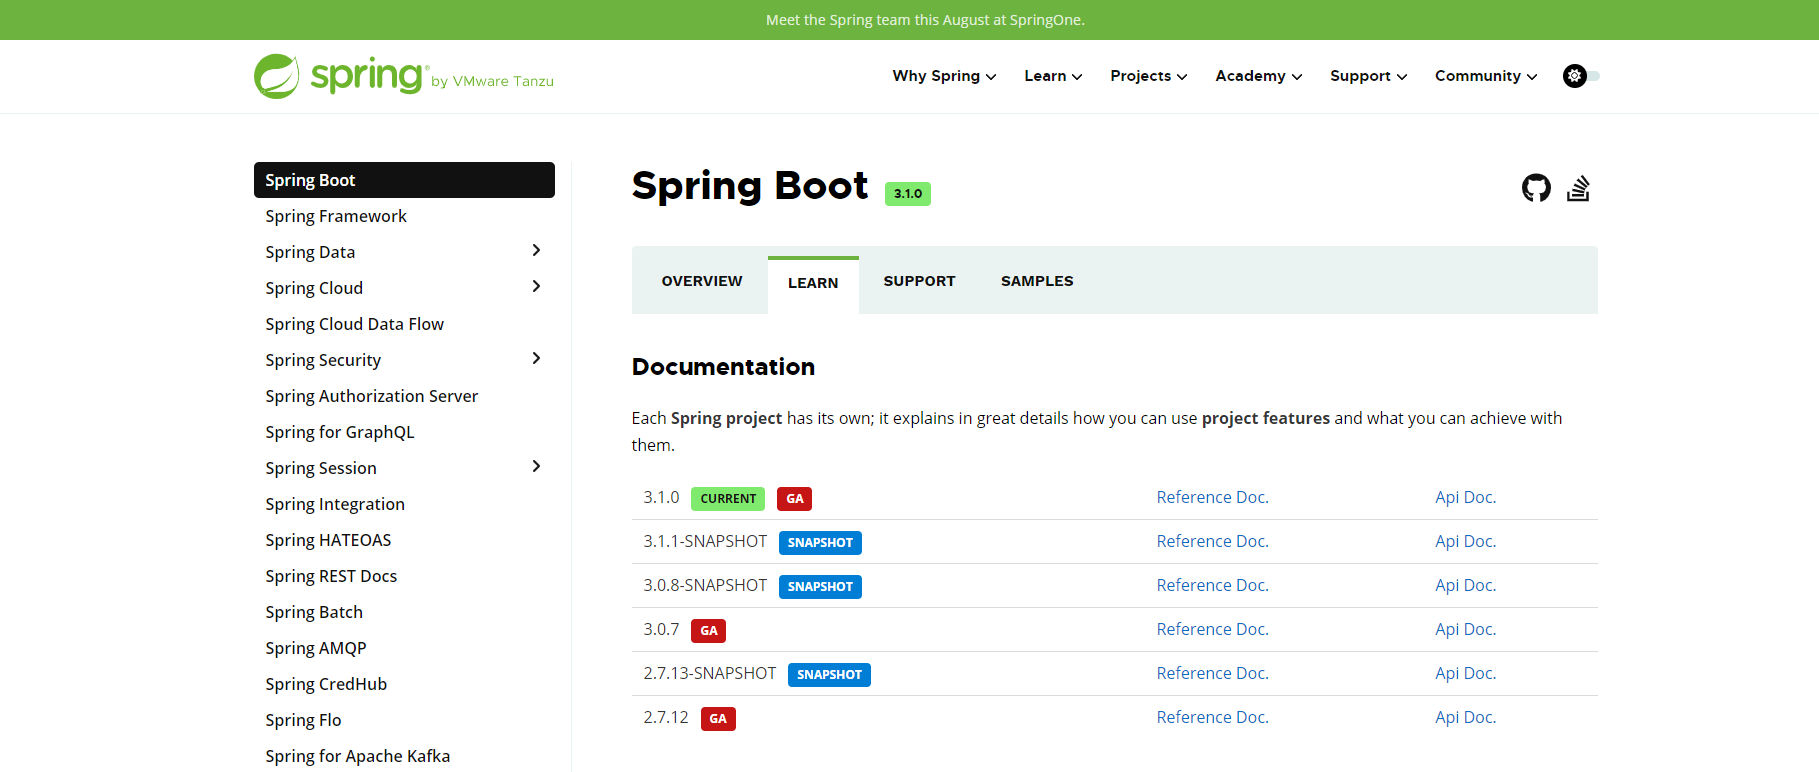 Meet the Spring team this August at SpringOne.
spring® by VMware Tanzu
Why Spring Learn Projects Academy Support Community
Spring Boot
Spring Framework
Spring Data
Spring Cloud
Spring Cloud Data Flow
Spring Security
Spring Authorization Server
Spring for GraphQL
Spring Session
Spring Integration
Spring HATEOAS
Spring REST Docs
Spring Batch
Spring AMQP
Spring CredHub
Spring Flo
Spring for Apache Kafka
Spring Boot 3.1.0
OVERVIEW LEARN SUPPORT SAMPLES
Documentation
Each Spring project has its own; it explains in great details how you can use project features and what you can achieve with
them.
3.1.0 CURRENT GA Reference Doc. Api Doc.
3.1.1-SNAPSHOT SNAPSHOT Reference Doc. Api Doc.
3.0.8-SNAPSHOT SNAPSHOT Reference Doc. Api Doc.
3.0.7 GA Reference Doc. Api Doc.
2.7.13-SNAPSHOT SNAPSHOT Reference Doc. Api Doc.
2.7.12 GA Reference Doc. Api Doc.